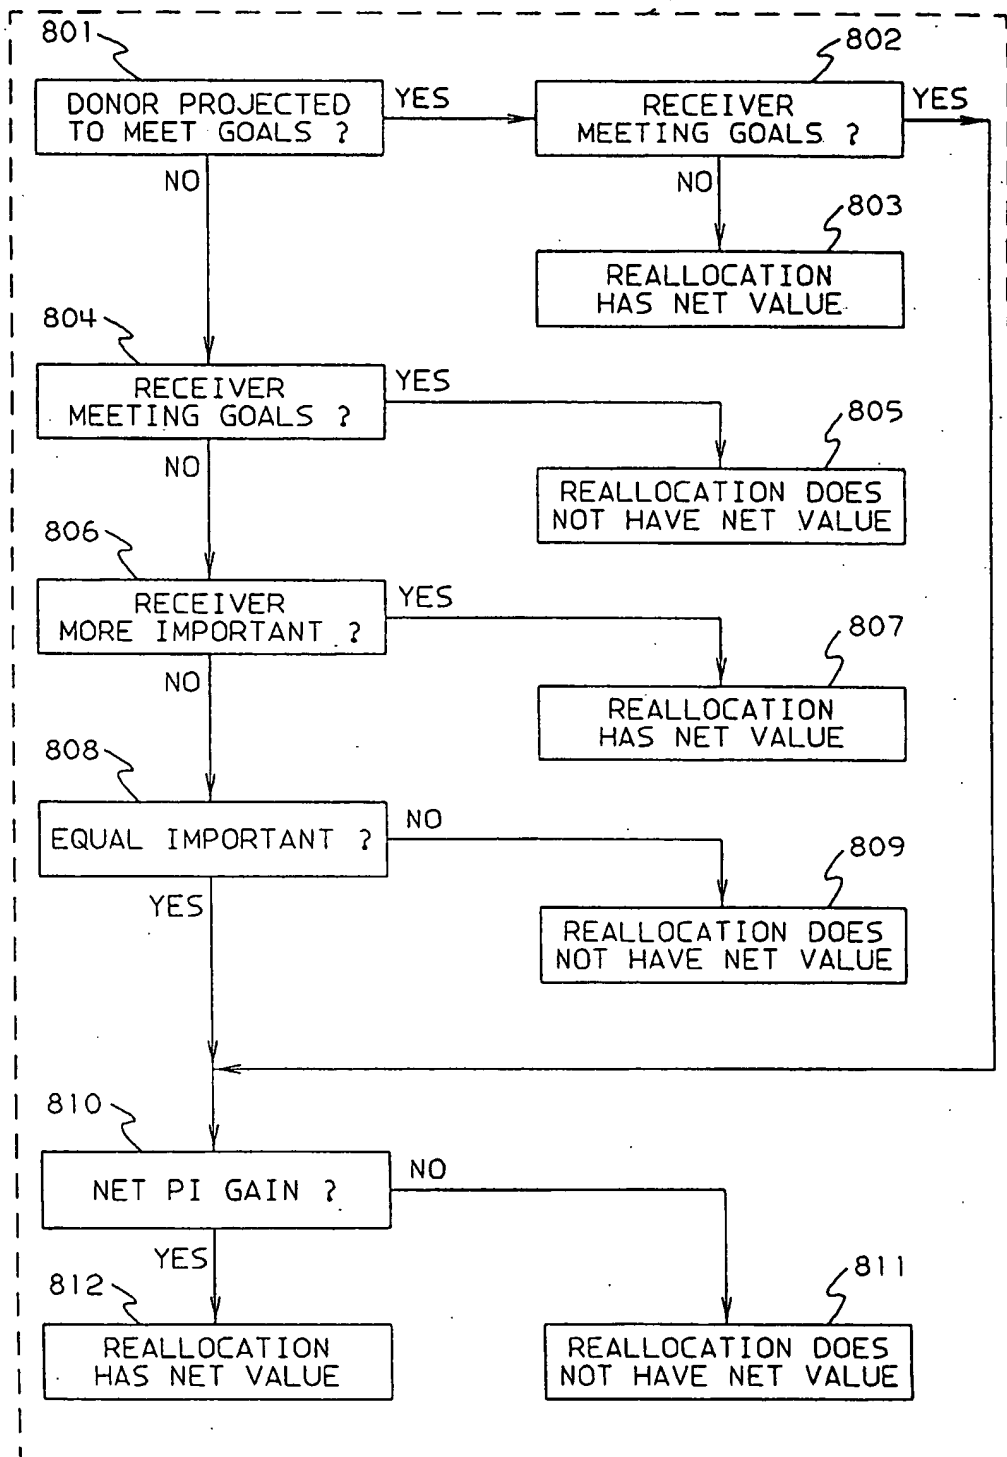 801
802
DONOR PROJECTED
TO MEET GOALS ?
YES
RECEIVER
MEETING GOALS ?
YES
NO
NO
803
REALLOCATION
HAS NET VALUE
804
RECEIVER
MEETING GOALS ?
YES
805
NO
REALLOCATION DOES
NOT HAVE NET VALUE
806
RECEIVER
MORE IMPORTANT ?
YES
807
NO
REALLOCATION
HAS NET VALUE
808
EQUAL IMPORTANT ?
NO
809
YES
REALLOCATION DOES
NOT HAVE NET VALUE
810
NET PI GAIN ?
NO
YES
812
811
REALLOCATION
HAS NET VALUE
REALLOCATION DOES
NOT HAVE NET VALUE